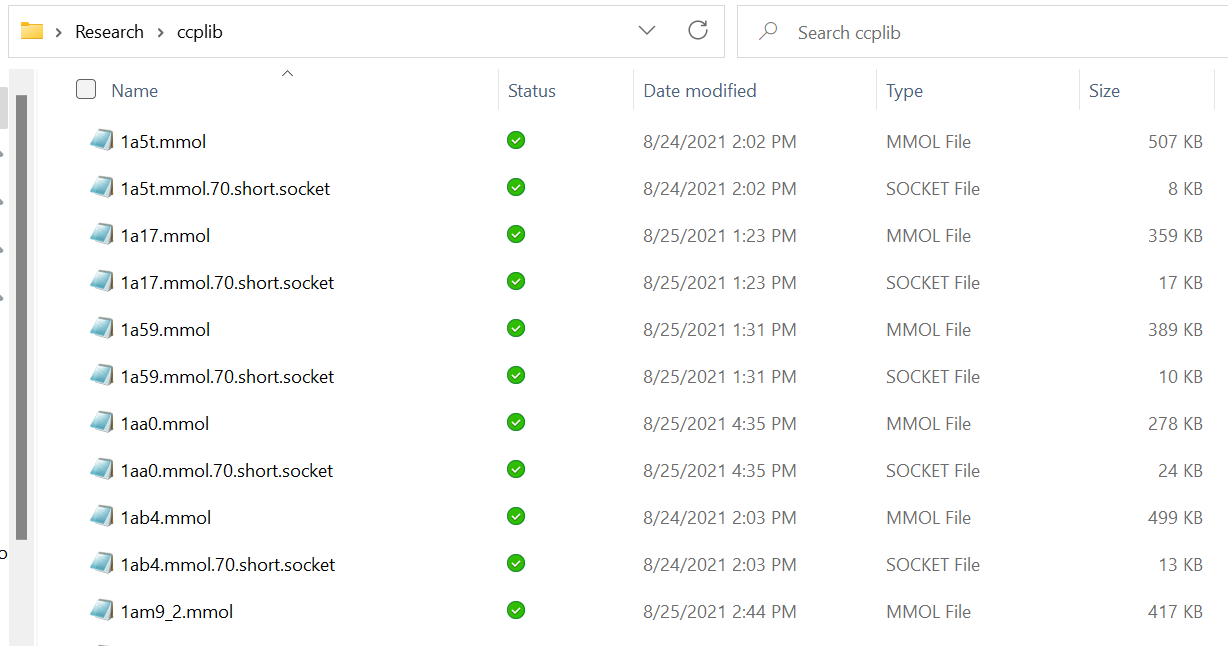 Research ccplib Search ccplib
Name Status Date modified Type Size
1a5t.mmol 8/24/2021 2:02 PM MMOL File 507 KB
1a5t.mmol.70.short.socket 8/24/2021 2:02 PM SOCKET File 8 KB
1a17.mmol 8/25/2021 1:23 PM MMOL File 359 KB
1a17.mmol.70.short.socket 8/25/2021 1:23 PM SOCKET File 17 KB
1a59.mmol 8/25/2021 1:31 PM MMOL File 389 KB
1a59.mmol.70.short.socket 8/25/2021 1:31 PM SOCKET File 10 KB
1aa0.mmol 8/25/2021 4:35 PM MMOL File 278 KB
1aa0.mmol.70.short.socket 8/25/2021 4:35 PM SOCKET File 24 KB
1ab4.mmol 8/24/2021 2:03 PM MMOL File 499 KB
1ab4.mmol.70.short.socket 8/24/2021 2:03 PM SOCKET File 13 KB
1am9_2.mmol 8/25/2021 2:44 PM MMOL File 417 KB